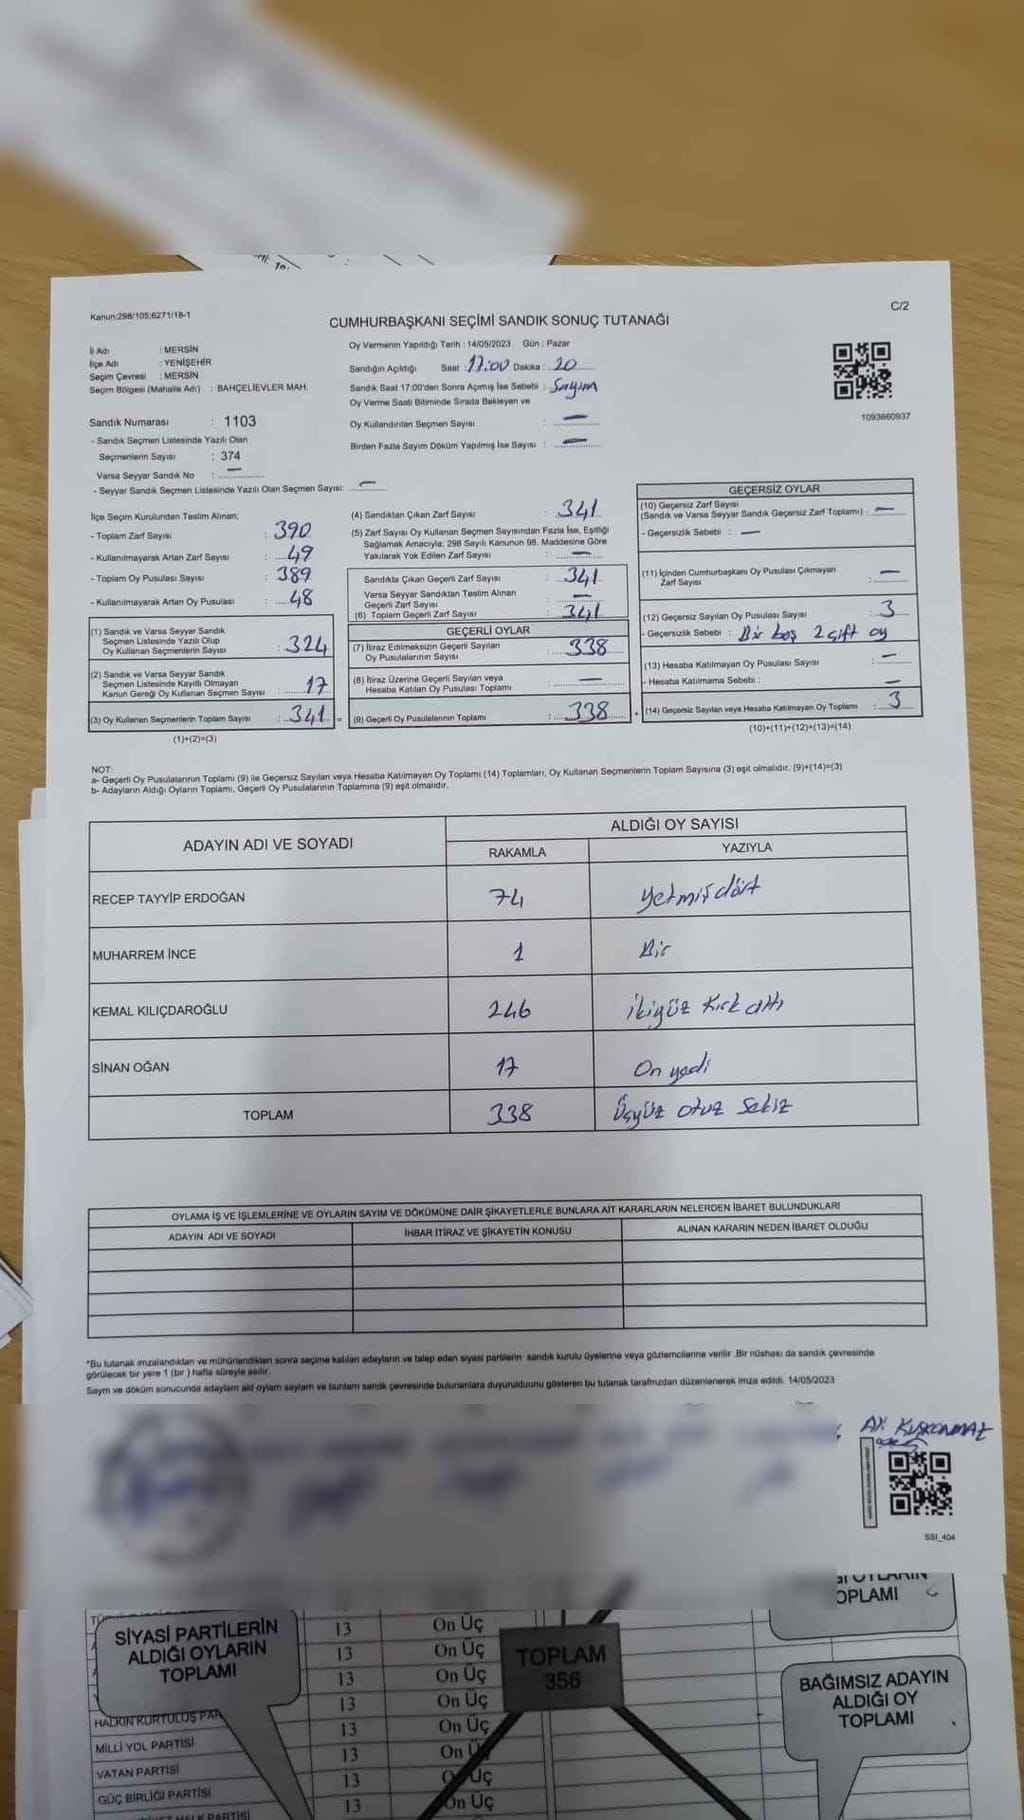 Kanun:298/105;6271/18-1
C/2
CUMHURBAŞKANI SEÇİMİ SANDIK SONUÇ TUTANAĞI
İl Adı : MERSİN
İlçe Adı : YENİŞEHİR
Seçim Çevresi : MERSİN
Seçim Bölgesi (Mahalle Adı) : BAHÇELİEVLER MAH.
Oy Vermenin Yapıldığı Tarih : 14/05/2023 Gün : Pazar
Sandığın Açıldığı Saat : 17:00 Dakika : 20
Sandık Saat 17:00'den Sonra Açılmış İse Sebebi : Sayım
Oy Verme Saati Bitiminde Sırada Bekleyen ve
Oy Kullandırılan Seçmen Sayısı : —
Birden Fazla Sayım Döküm Yapılmış İse Sayısı : —
1093660937
Sandık Numarası : 1103
- Sandık Seçmen Listesinde Yazılı Olan
Seçmenlerin Sayısı : 374
Varsa Seyyar Sandık No : —
- Seyyar Sandık Seçmen Listesinde Yazılı Olan Seçmen Sayısı: —
İlçe Seçim Kurulundan Teslim Alınan;
- Toplam Zarf Sayısı : 390
- Kullanılmayarak Artan Zarf Sayısı : 49
- Toplam Oy Pusulası Sayısı : 389
- Kullanılmayarak Artan Oy Pusulası : 48
(1) Sandık ve Varsa Seyyar Sandık
Seçmen Listesinde Yazılı Olup
Oy Kullanan Seçmenlerin Sayısı : 324
(2) Sandık ve Varsa Seyyar Sandık
Seçmen Listesinde Kayıtlı Olmayan
Kanun Gereği Oy Kullanan Seçmen Sayısı : 17
(3) Oy Kullanan Seçmenlerin Toplam Sayısı : 341 =
(1)+(2)=(3)
(4) Sandıktan Çıkan Zarf Sayısı : 341
(5) Zarf Sayısı Oy Kullanan Seçmen Sayısından Fazla İse, Eşitliği
Sağlamak Amacıyla, 298 Sayılı Kanunun 98. Maddesine Göre
Yakılarak Yok Edilen Zarf Sayısı : —
Sandıkta Çıkan Geçerli Zarf Sayısı : 341
Varsa Seyyar Sandıktan Teslim Alınan
Geçerli Zarf Sayısı : —
(6) Toplam Geçerli Zarf Sayısı : 341
GEÇERLİ OYLAR
(7) İtiraz Edilmeksizin Geçerli Sayılan
Oy Pusulalarının Sayısı : 338
(8) İtiraz Üzerine Geçerli Sayılan veya
Hesaba Katılan Oy Pusulası Toplamı : —
(9) Geçerli Oy Pusulalarının Toplamı : 338 +
GEÇERSİZ OYLAR
(10) Geçersiz Zarf Sayısı
(Sandık ve Varsa Seyyar Sandık Geçersiz Zarf Toplamı) : —
- Geçersizlik Sebebi : —
(11) İçinden Cumhurbaşkanı Oy Pusulası Çıkmayan
Zarf Sayısı : —
(12) Geçersiz Sayılan Oy Pusulası Sayısı : 3
- Geçersizlik Sebebi : Bir boş 2 çift oy
(13) Hesaba Katılmayan Oy Pusulası Sayısı : —
- Hesaba Katılmama Sebebi : —
(14) Geçersiz Sayılan veya Hesaba Katılmayan Oy Toplamı : 3
(10)+(11)+(12)+(13)=(14)
NOT:
a- Geçerli Oy Pusulalarının Toplamı (9) ile Geçersiz Sayılan veya Hesaba Katılmayan Oy Toplamı (14) Toplamları, Oy Kullanan Seçmenlerin Toplam Sayısına (3) eşit olmalıdır. (9)+(14)=(3)
b- Adayların Aldığı Oyların Toplamı, Geçerli Oy Pusulalarının Toplamına (9) eşit olmalıdır.
ADAYIN ADI VE SOYADI
ALDIĞI OY SAYISI
RAKAMLA YAZIYLA
RECEP TAYYİP ERDOĞAN 74 Yetmişdört
MUHARREM İNCE 1 Bir
KEMAL KILIÇDAROĞLU 246 İkiyüz Kırk altı
SİNAN OĞAN 17 On yedi
TOPLAM 338 Üçyüz otuz sekiz
OYLAMA İŞ VE İŞLEMLERİNE VE OYLARIN SAYIM VE DÖKÜMÜNE DAİR ŞİKAYETLERLE BUNLARA AİT KARARLARIN NELERDEN İBARET BULUNDUKLARI
ADAYIN ADI VE SOYADI İHBAR İTİRAZ VE ŞİKAYETİN KONUSU ALINAN KARARIN NEDEN İBARET OLDUĞU
*Bu tutanak imzalandıktan ve mühürlendikten sonra seçime katılan adayların ve talep eden siyasi partilerin sandık kurulu üyelerine veya gözlemcilerine verilir. Bir nüshası da sandık çevresinde
görülecek bir yere 1 (bir) hafta süreyle asılır.
Sayım ve döküm sonucunda adayların aldı oyların sayıları ve bunların sandık çevresinde bulunanlara duyurulduunu gösteren bu tutanak tarafımızdan düzenlenerek imza edildi. 14/05/2023
Ali KUŞKONMAZ
SSI_404
OPLAMI
SİYASİ PARTİLERİN
ALDIĞI OYLARIN
TOPLAMI
13 On Üç
13 On Üç
13 On Üç
13 On Üç
HALKIN KURTULUŞ PAR
13 On Üç
MİLLİ YOL PARTİSİ 13 On Ü
VATAN PARTİSİ 13
GÜÇ BİRLİĞİ PARTİSİ 13 On Üç
TOPLAM
356
BAĞIMSIZ ADAYIN
ALDIĞI OY
TOPLAMI